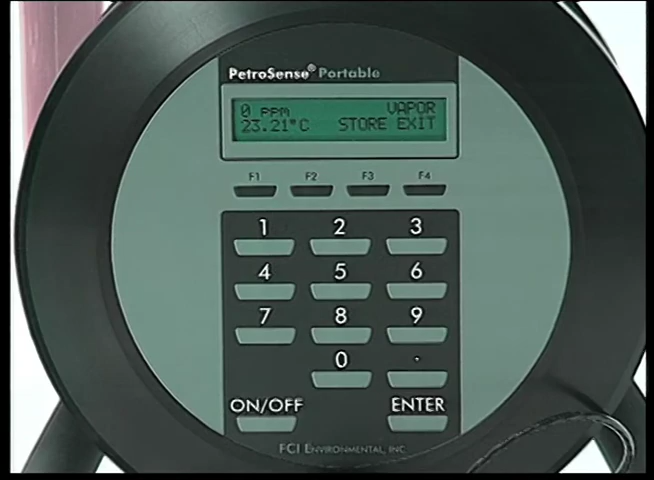 PetroSense® Portable
0 PPM VAPOR
23.21°C STORE EXIT
F1 F2 F3 F4
1 2 3
4 5 6
7 8 9
0 .
ON/OFF ENTER
FCI ENVIRONMENTAL, INC.